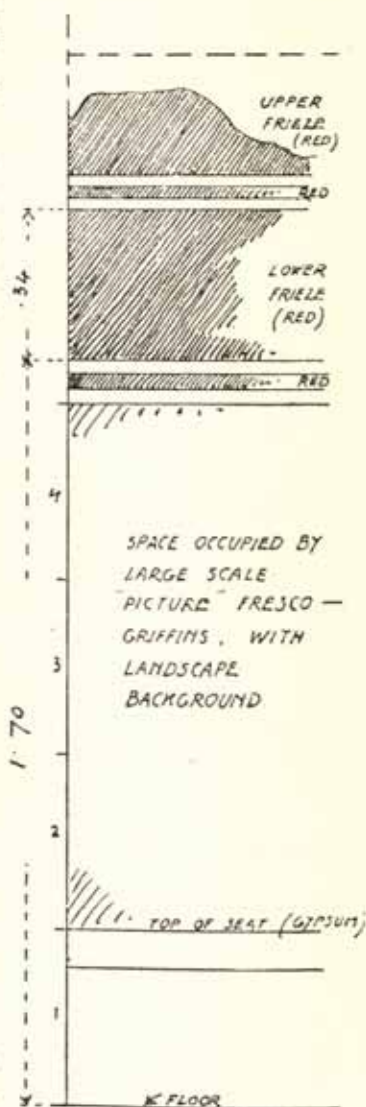 UPPER
FRIEZE
(RED)
RED
.34
LOWER
FRIEZE
(RED)
RED
4
SPACE OCCUPIED BY
LARGE SCALE
PICTURE FRESCO —
GRIFFINS, WITH
LANDSCAPE
BACKGROUND
3
1.70
2
TOP OF SEAT (GYPSUM)
1
FLOOR